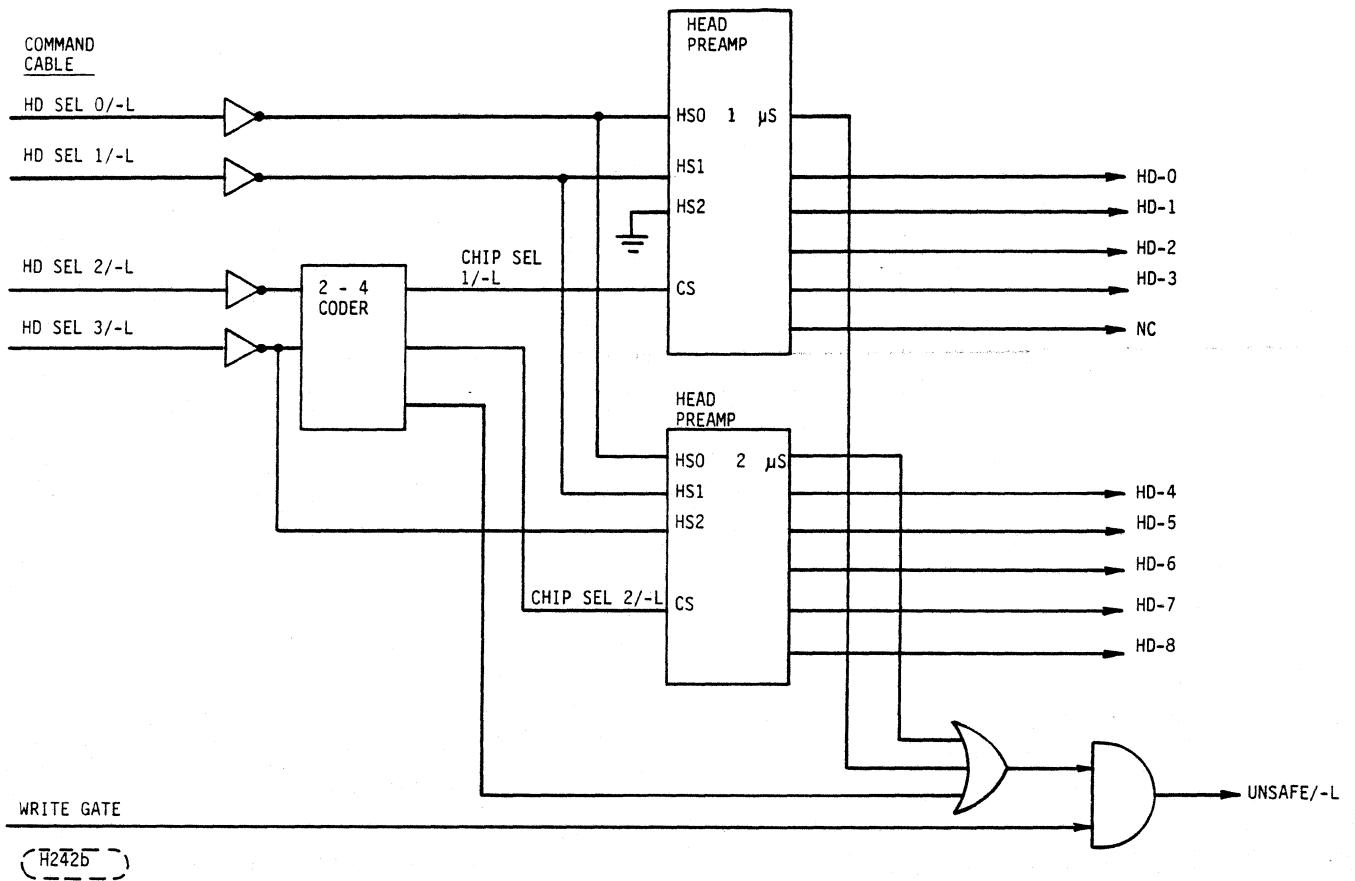 COMMAND
CABLE
HD SEL 0/-L
HD SEL 1/-L
HD SEL 2/-L
HD SEL 3/-L
2 - 4
CODER
CHIP SEL
1/-L
HEAD
PREAMP
HS0 1 µS
HS1
HS2
CS
HD-0
HD-1
HD-2
HD-3
NC
HEAD
PREAMP
HS0 2 µS
HS1
HS2
CHIP SEL 2/-L
CS
HD-4
HD-5
HD-6
HD-7
HD-8
WRITE GATE
UNSAFE/-L
H242b